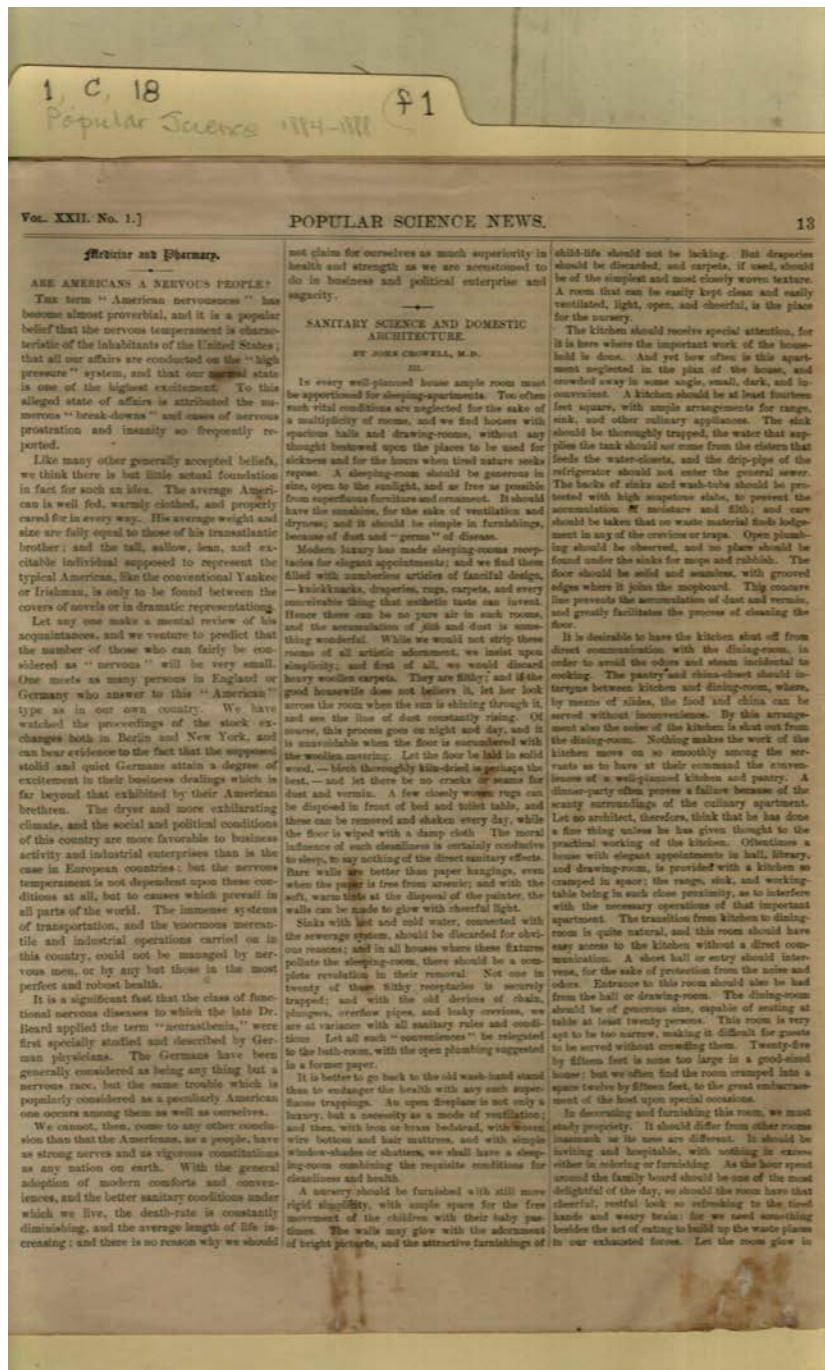 1, C, 18
f1
Popular Science 1884-1888
VOL. XXII. No. 1.]
POPULAR SCIENCE NEWS.
13
Medicine and Pharmacy.
ARE AMERICANS A NERVOUS PEOPLE?
THE term "American nervousness" has
become almost proverbial, and it is a popular
belief that the nervous temperament is charac-
teristic of the inhabitants of the United States;
that all our affairs are conducted on the "high
pressure" system, and that our normal state
is one of the highest excitement. To this
alleged state of affairs is attributed the nu-
merous "break-downs" and cases of nervous
prostration and insanity so frequently re-
ported.
Like many other generally accepted beliefs,
we think there is but little actual foundation
in fact for such an idea. The average Ameri-
can is well fed, warmly clothed, and properly
cared for in every way. His average weight and
size are fully equal to those of his transatlantic
brother; and the tall, sallow, lean, and ex-
citable individual supposed to represent the
typical American, like the conventional Yankee
or Irishman, is only to be found between the
covers of novels or in dramatic representations.
Let any one make a mental review of his
acquaintances, and we venture to predict that
the number of those who can fairly be con-
sidered as "nervous" will be very small.
One meets as many persons in England or
Germany who answer to this "American"
type as in our own country. We have
watched the proceedings of the stock ex-
changes both in Berlin and New York, and
can bear evidence to the fact that the supposed
stolid and quiet Germans attain a degree of
excitement in their business dealings which is
far beyond that exhibited by their American
brethren. The dryer and more exhilarating
climate, and the social and political conditions
of this country are more favorable to business
activity and industrial enterprises than is the
case in European countries; but the nervous
temperament is not dependent upon these con-
ditions at all, but to causes which prevail in
all parts of the world. The immense systems
of transportation, and the enormous mercan-
tile and industrial operations carried on in
this country, could not be managed by ner-
vous men, or by any but those in the most
perfect and robust health.
It is a significant fact that the class of func-
tional nervous diseases to which the late Dr.
Beard applied the term "neurasthenia," were
first specially studied and described by Ger-
man physicians. The Germans have been
generally considered as being any thing but a
nervous race, but the same trouble which is
popularly considered as a peculiarly American
one occurs among them as well as ourselves.
We cannot, then, come to any other conclu-
sion than that the Americans, as a people, have
as strong nerves and as vigorous constitutions
as any nation on earth. With the general
adoption of modern comforts and conven-
iences, and the better sanitary conditions under
which we live, the death-rate is constantly
diminishing, and the average length of life in-
creasing; and there is no reason why we should
not claim for ourselves as much superiority in
health and strength as we are accustomed to
do in business and political enterprise and
sagacity.
SANITARY SCIENCE AND DOMESTIC
ARCHITECTURE.
BY JOHN CROWELL, M.D.
III.
IN every well-planned house ample room must
be apportioned for sleeping-apartments. Too often
such vital conditions are neglected for the sake of
a multiplicity of rooms, and we find houses with
spacious halls and drawing-rooms, without any
thought bestowed upon the places to be used for
sickness and for the hours when tired nature seeks
repose. A sleeping-room should be generous in
size, open to the sunlight, and as free as possible
from superfluous furniture and ornament. It should
have the sunshine, for the sake of ventilation and
dryness; and it should be simple in furnishings,
because of dust and "germs" of disease.
Modern luxury has made sleeping-rooms recep-
tacles for elegant appointments; and we find them
filled with numberless articles of fanciful design,
— knickknacks, draperies, rugs, carpets, and every
conceivable thing that esthetic taste can invent.
Hence there can be no pure air in such rooms,
and the accumulation of filth and dust is some-
thing wonderful. While we would not strip these
rooms of all artistic adornment, we insist upon
simplicity; and first of all, we would discard
heavy woollen carpets. They are filthy; and if the
good housewife does not believe it, let her look
across the room when the sun is shining through it,
and see the line of dust constantly rising. Of
course, this process goes on night and day, and it
is unavoidable when the floor is encumbered with
the woollen covering. Let the floor be laid in solid
wood, — birch thoroughly kiln-dried is perhaps the
best, — and let there be no cracks or seams for
dust and vermin. A few closely woven rugs can
be disposed in front of bed and toilet table, and
these can be removed and shaken every day, while
the floor is wiped with a damp cloth The moral
influence of such cleanliness is certainly conducive
to sleep, to say nothing of the direct sanitary effects.
Bare walls are better than paper hangings, even
when the paper is free from arsenic; and with the
soft, warm tints at the disposal of the painter, the
walls can be made to glow with cheerful light.
Sinks with hot and cold water, connected with
the sewerage system, should be discarded for obvi-
ous reasons; and in all houses where these fixtures
pollute the sleeping-room, there should be a com-
plete revolution in their removal Not one in
twenty of these filthy receptacles is securely
trapped; and with the old devices of chain,
plungers, overflow pipes, and leaky crevices, we
are at variance with all sanitary rules and condi-
tions Let all such "conveniences" be relegated
to the bath-room, with the open plumbing suggested
in a former paper.
It is better to go back to the old wash-hand stand
than to endanger the health with any such super-
fluous trappings. An open fireplace is not only a
luxury, but a necessity as a mode of ventilation;
and then, with iron or brass bedstead, with woven
wire bottom and hair mattress, and with simple
window-shades or shutters, we shall have a sleep-
ing-room combining the requisite conditions for
cleanliness and health.
A nursery should be furnished with still more
rigid simplicity, with ample space for the free
movement of the children with their baby pas-
times. The walls may glow with the adornment
of bright pictures, and the attractive furnishings of
child-life should not be lacking. But draperies
should be discarded, and carpets, if used, should
be of the simplest and most closely woven texture.
A room that can be easily kept clean and easily
ventilated, light, open, and cheerful, is the place
for the nursery.
The kitchen should receive special attention, for
it is here where the important work of the house-
hold is done. And yet how often is this apart-
ment neglected in the plan of the house, and
crowded away in some angle, small, dark, and in-
convenient. A kitchen should be at least fourteen
feet square, with ample arrangements for range,
sink, and other culinary appliances. The sink
should be thoroughly trapped, the water that sup-
plies the tank should not come from the cistern that
feeds the water-closets, and the drip-pipe of the
refrigerator should not enter the general sewer.
The backs of sinks and wash-tubs should be pro-
tected with high soapstone slabs, to prevent the
accumulation of moisture and filth; and care
should be taken that no waste material finds lodge-
ment in any of the crevices or traps. Open plumb-
ing should be observed, and no place should be
found under the sinks for mops and rubbish. The
floor should be solid and seamless, with grooved
edges where it joins the mopboard. This concave
line prevents the accumulation of dust and vermin,
and greatly facilitates the process of cleaning the
floor.
It is desirable to have the kitchen shut off from
direct communication with the dining-room, in
order to avoid the odors and steam incidental to
cooking. The pantry and china-closet should in-
tervene between kitchen and dining-room, where,
by means of slides, the food and china can be
served without inconvenience. By this arrange-
ment also the noise of the kitchen is shut out from
the dining-room. Nothing makes the work of the
kitchen move on so smoothly among the ser-
vants as to have at their command the conven-
iences of a well-planned kitchen and pantry. A
dinner-party often proves a failure because of the
scanty surroundings of the culinary apartment.
Let no architect, therefore, think that he has done
a fine thing unless he has given thought to the
practical working of the kitchen. Oftentimes a
house with elegant appointments in hall, library,
and drawing-room, is provided with a kitchen so
cramped in space; the range, sink, and working-
table being in such close proximity, as to interfere
with the necessary operations of that important
apartment. The transition from kitchen to dining-
room is quite natural, and this room should have
easy access to the kitchen without a direct com-
munication. A short hall or entry should inter-
vene, for the sake of protection from the noise and
odors. Entrance to this room should also be had
from the hall or drawing-room. The dining-room
should be of generous size, capable of seating at
table at least twenty persons. This room is very
apt to be too narrow, making it difficult for guests
to be served without crowding them. Twenty-five
by fifteen feet is none too large in a good-sized
house; but we often find the room cramped into a
space twelve by fifteen feet, to the great embarrass-
ment of the host upon special occasions.
In decorating and furnishing this room, we must
study propriety. It should differ from other rooms
inasmuch as its uses are different. It should be
inviting and hospitable, with nothing in excess
either in coloring or furnishing. As the hour spent
around the family board should be one of the most
delightful of the day, so should the room have that
cheerful, restful look so refreshing to the tired
hands and weary brain; for we need something
besides the act of eating to build up the waste places
in our exhausted forces. Let the room glow in